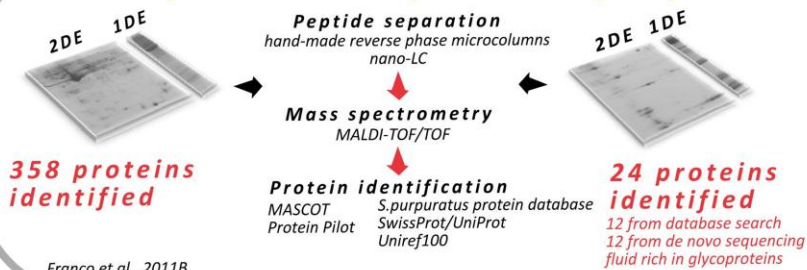 2DE 1DE
358 proteins
identified
Peptide separation
hand-made reverse phase microcolumns
nano-LC
Mass spectrometry
MALDI-TOF/TOF
Protein identification
MASCOT
Protein Pilot
S.purpuratus protein database
SwissProt/UniProt
Uniref100
2DE 1DE
24 proteins
identified
12 from database search
12 from de novo sequencing
fluid rich in glycoproteins
Franco et al., 2011B